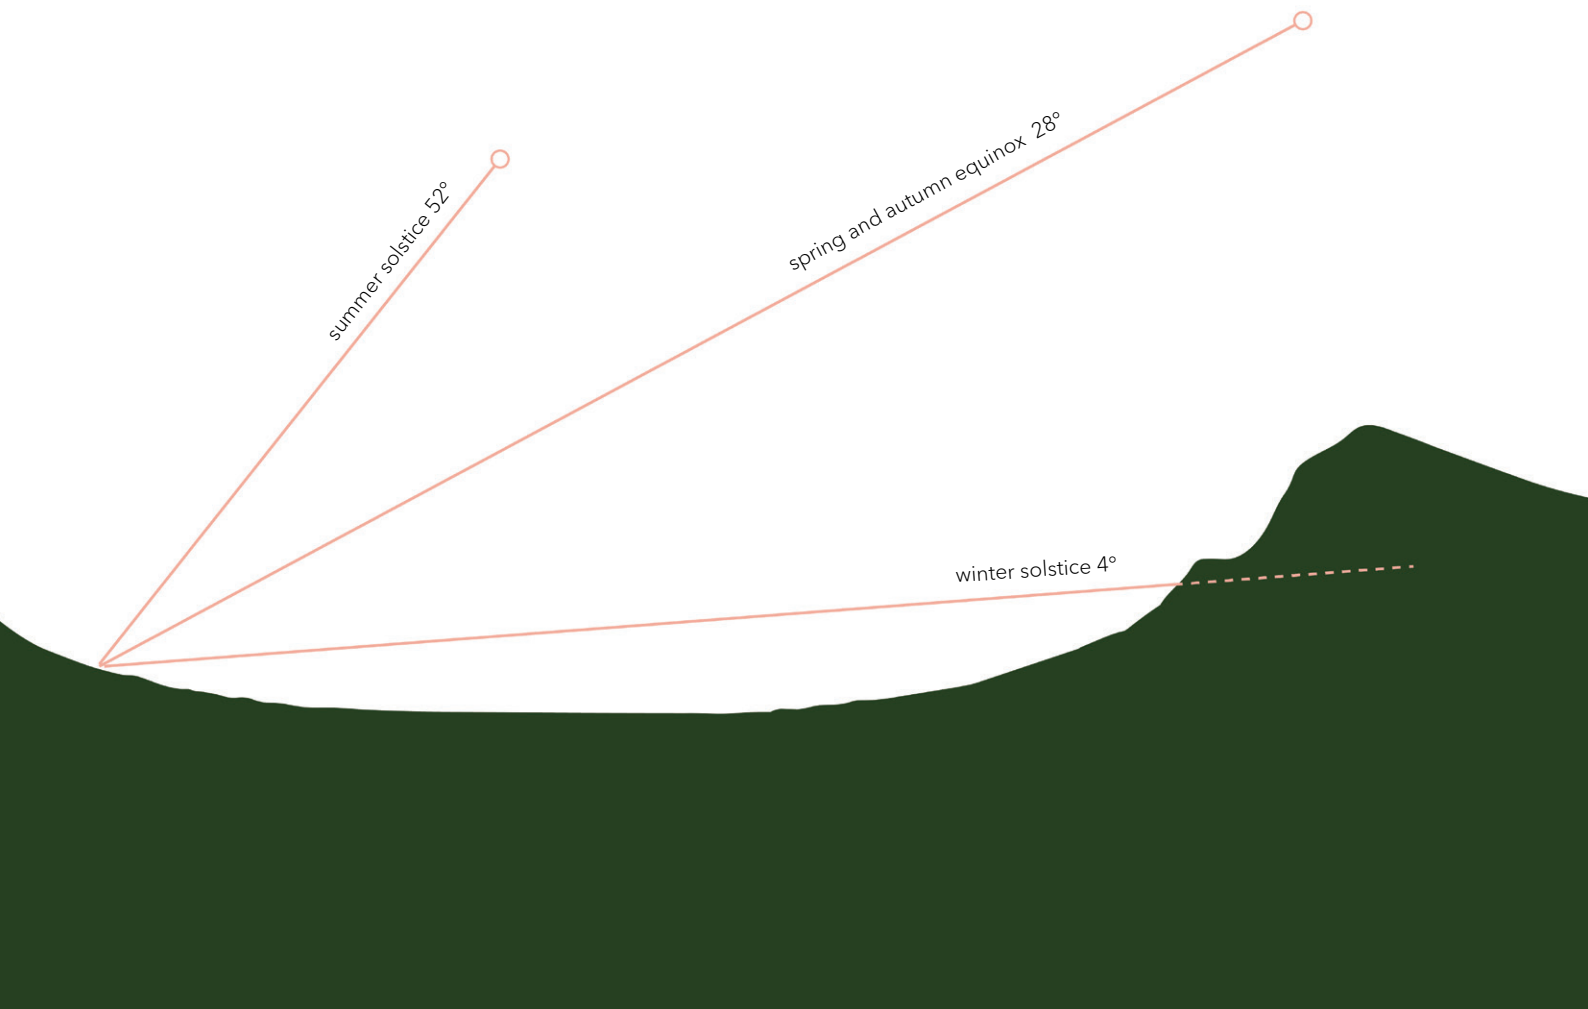 summer solstice 52°
spring and autumn equinox 28°
winter solstice 4°